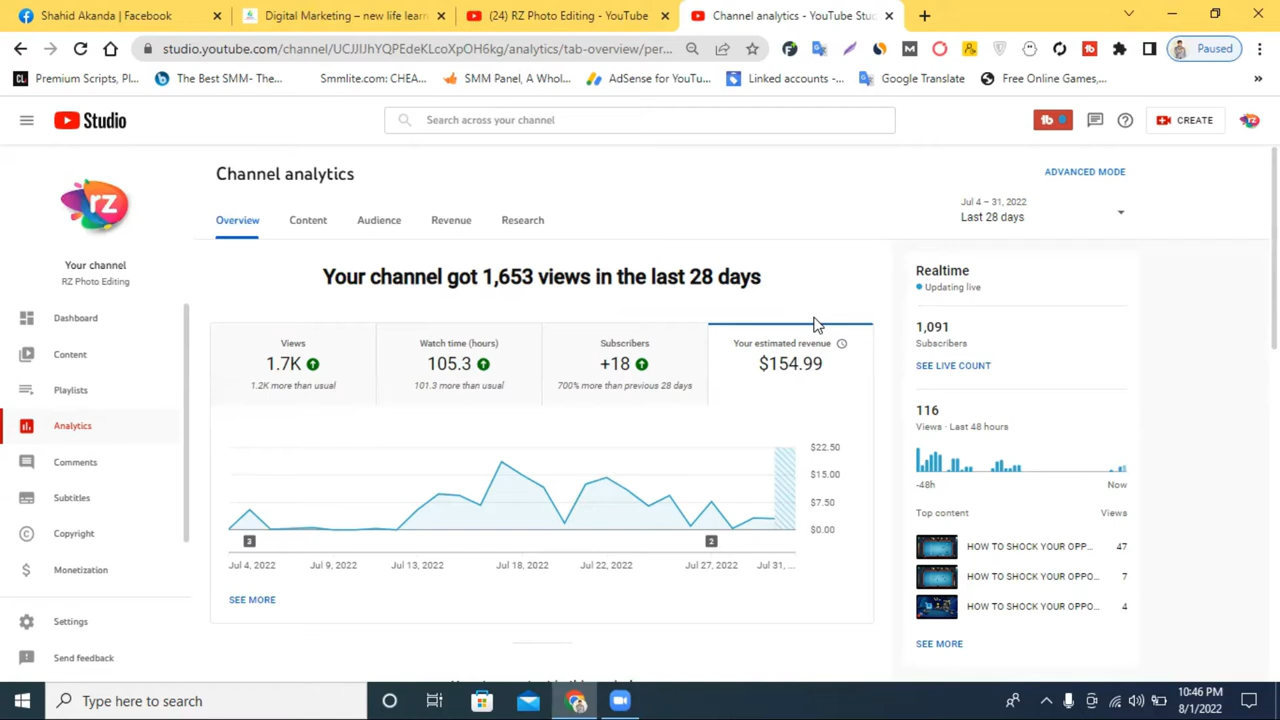 Shahid Akanda | Facebook
Digital Marketing – new life learn
(24) RZ Photo Editing - YouTube
Channel analytics - YouTube Stu
studio.youtube.com/channel/UCJIJhYQPEdeKLcoXpOH6kg/analytics/tab-overview/per...
Paused
Premium Scripts, Pl...
The Best SMM- The...
Smmlite.com: CHEA...
SMM Panel, A Whol...
AdSense for YouTu...
Linked accounts -...
Google Translate
Free Online Games,...
»
Studio
Search across your channel
CREATE
Channel analytics
ADVANCED MODE
Jul 4 – 31, 2022
Last 28 days
Overview
Content
Audience
Revenue
Research
rz
Your channel
RZ Photo Editing
Dashboard
Content
Playlists
Analytics
Comments
Subtitles
Copyright
Monetization
Settings
Send feedback
Your channel got 1,653 views in the last 28 days
Views
1.7K
1.2K more than usual
Watch time (hours)
105.3
101.3 more than usual
Subscribers
+18
700% more than previous 28 days
Your estimated revenue
$154.99
$22.50
$15.00
$7.50
$0.00
3
2
Jul 4, 2022
Jul 9, 2022
Jul 13, 2022
Jul 18, 2022
Jul 22, 2022
Jul 27, 2022
Jul 31, ...
SEE MORE
Realtime
Updating live
1,091
Subscribers
SEE LIVE COUNT
116
Views · Last 48 hours
-48h
Now
Top content
Views
HOW TO SHOCK YOUR OPP... 47
HOW TO SHOCK YOUR OPPO... 7
HOW TO SHOCK YOUR OPPO... 4
SEE MORE
Type here to search
10:46 PM
8/1/2022